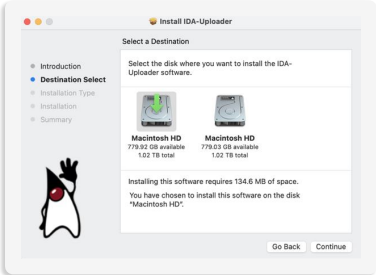 Install IDA-Uploader
Select a Destination
Introduction
Destination Select
Installation Type
Installation
Summary
Select the disk where you want to install the IDA-
Uploader software.
Macintosh HD
779.92 GB available
1.02 TB total
Macintosh HD
779.03 GB available
1.02 TB total
Installing this software requires 134.6 MB of space.
You have chosen to install this software on the disk
“Macintosh HD”.
Go Back
Continue